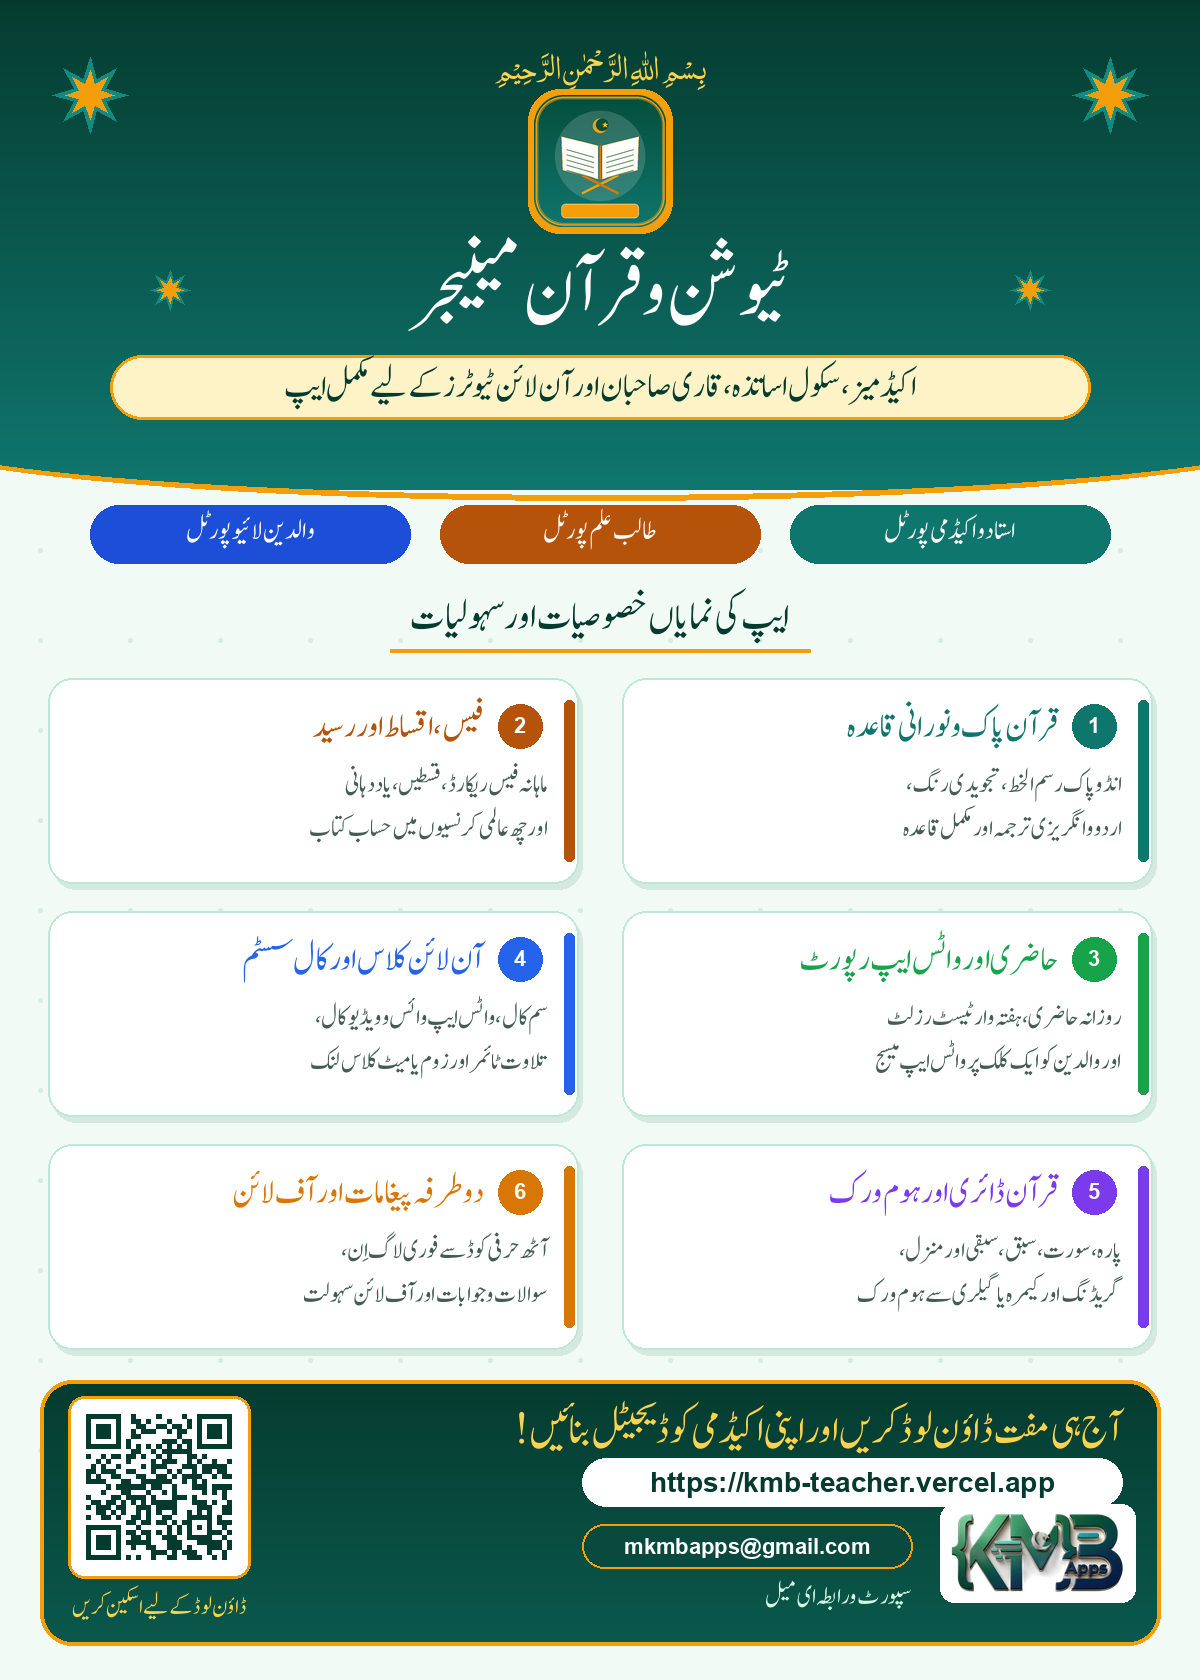 بِسْمِ اللهِ الرَّحْمٰنِ الرَّحِيْمِ
ٹیوشن و قرآن مینیجر
اکیڈمیز، سکول اساتذہ، قاری صاحبان اور آن لائن ٹیوٹرز کے لیے مکمل ایپ
استاد و اکیڈمی پورٹل
طالب علم پورٹل
والدین لائیو پورٹل
ایپ کی نمایاں خصوصیات اور سہولیات
1
قرآن پاک و نورانی قاعدہ
انڈوپاک رسم الخط، تجویدی رنگ،
اردو و انگریزی ترجمہ اور مکمل قاعدہ
2
فیس، اقساط اور رسید
ماہانہ فیس ریکارڈ، قسطیں، یاد دہانی
اور چھ عالمی کرنسیوں میں حساب کتاب
3
حاضری اور واٹس ایپ رپورٹ
روزانہ حاضری، ہفتہ وار ٹیسٹ رزلٹ
اور والدین کو ایک کلک پر واٹس ایپ میسج
4
آن لائن کلاس اور کال سسٹم
سم کال، واٹس ایپ وائس و ویڈیو کال،
تلاوت ٹائمر اور زوم یا میٹ کلاس لنک
5
قرآن ڈائری اور ہوم ورک
پارہ، سورت، سبق، سبقی اور منزل،
گریڈنگ اور کیمرہ یا گیلری سے ہوم ورک
6
دو طرفہ پیغامات اور آف لائن
آٹھ حرفی کوڈ سے فوری لاگ اِن،
سوالات و جوابات اور آف لائن سہولت
آج ہی مفت ڈاؤن لوڈ کریں اور اپنی اکیڈمی کو ڈیجیٹل بنائیں!
https://kmb-teacher.vercel.app
mkmbapps@gmail.com
سپورٹ و رابطہ ای میل
KMB
Apps
ڈاؤن لوڈ کے لیے اسکین کریں